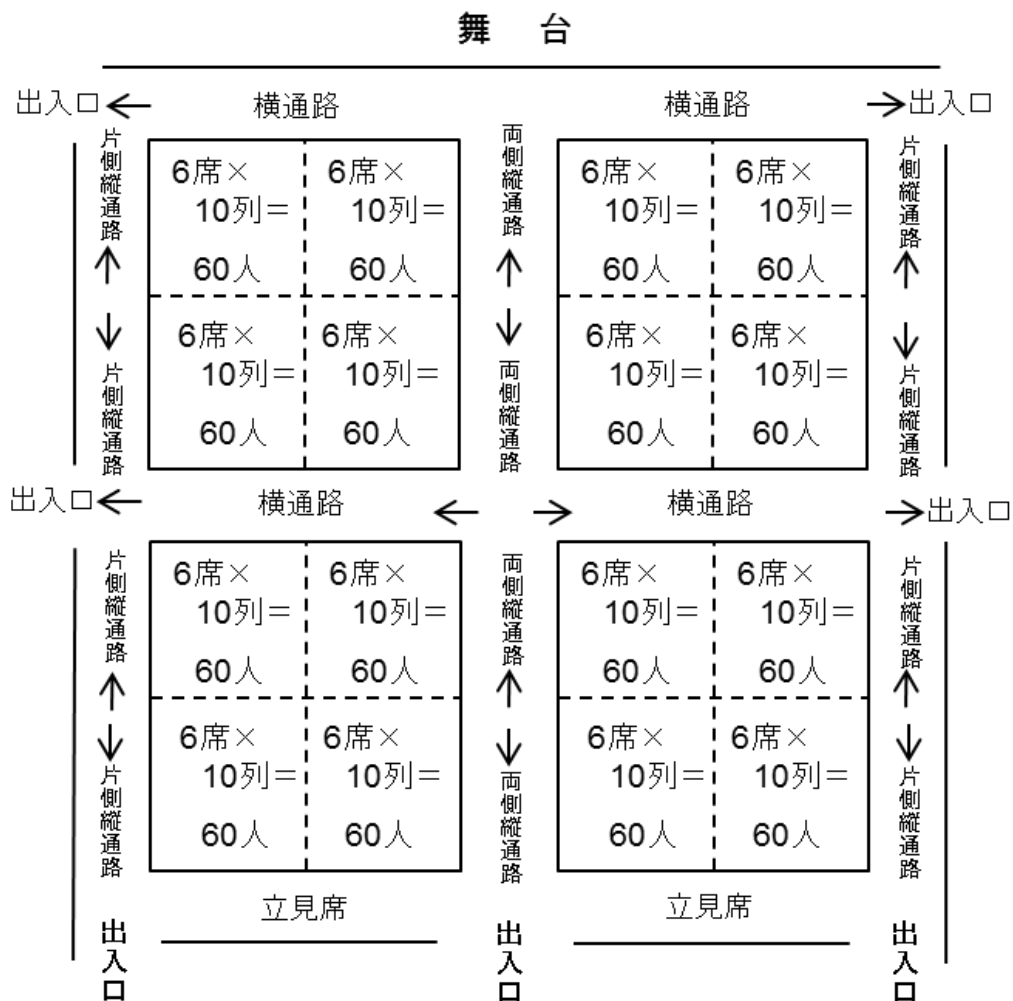 舞 台
出入口 ← 横通路 横通路 → 出入口
片側縦通路 両側縦通路 片側縦通路
6席× 6席× 6席× 6席×
10列= 10列= 10列= 10列=
60人 60人 60人 60人
↑ ↑ ↑
↓ ↓ ↓
6席× 6席× 6席× 6席×
10列= 10列= 10列= 10列=
60人 60人 60人 60人
片側縦通路 両側縦通路 片側縦通路
出入口 ← 横通路 ← → 横通路 → 出入口
片側縦通路 両側縦通路 片側縦通路
6席× 6席× 6席× 6席×
10列= 10列= 10列= 10列=
60人 60人 60人 60人
↑ ↑ ↑
↓ ↓ ↓
6席× 6席× 6席× 6席×
10列= 10列= 10列= 10列=
60人 60人 60人 60人
片側縦通路 両側縦通路 片側縦通路
立見席 立見席
出入口 出入口 出入口